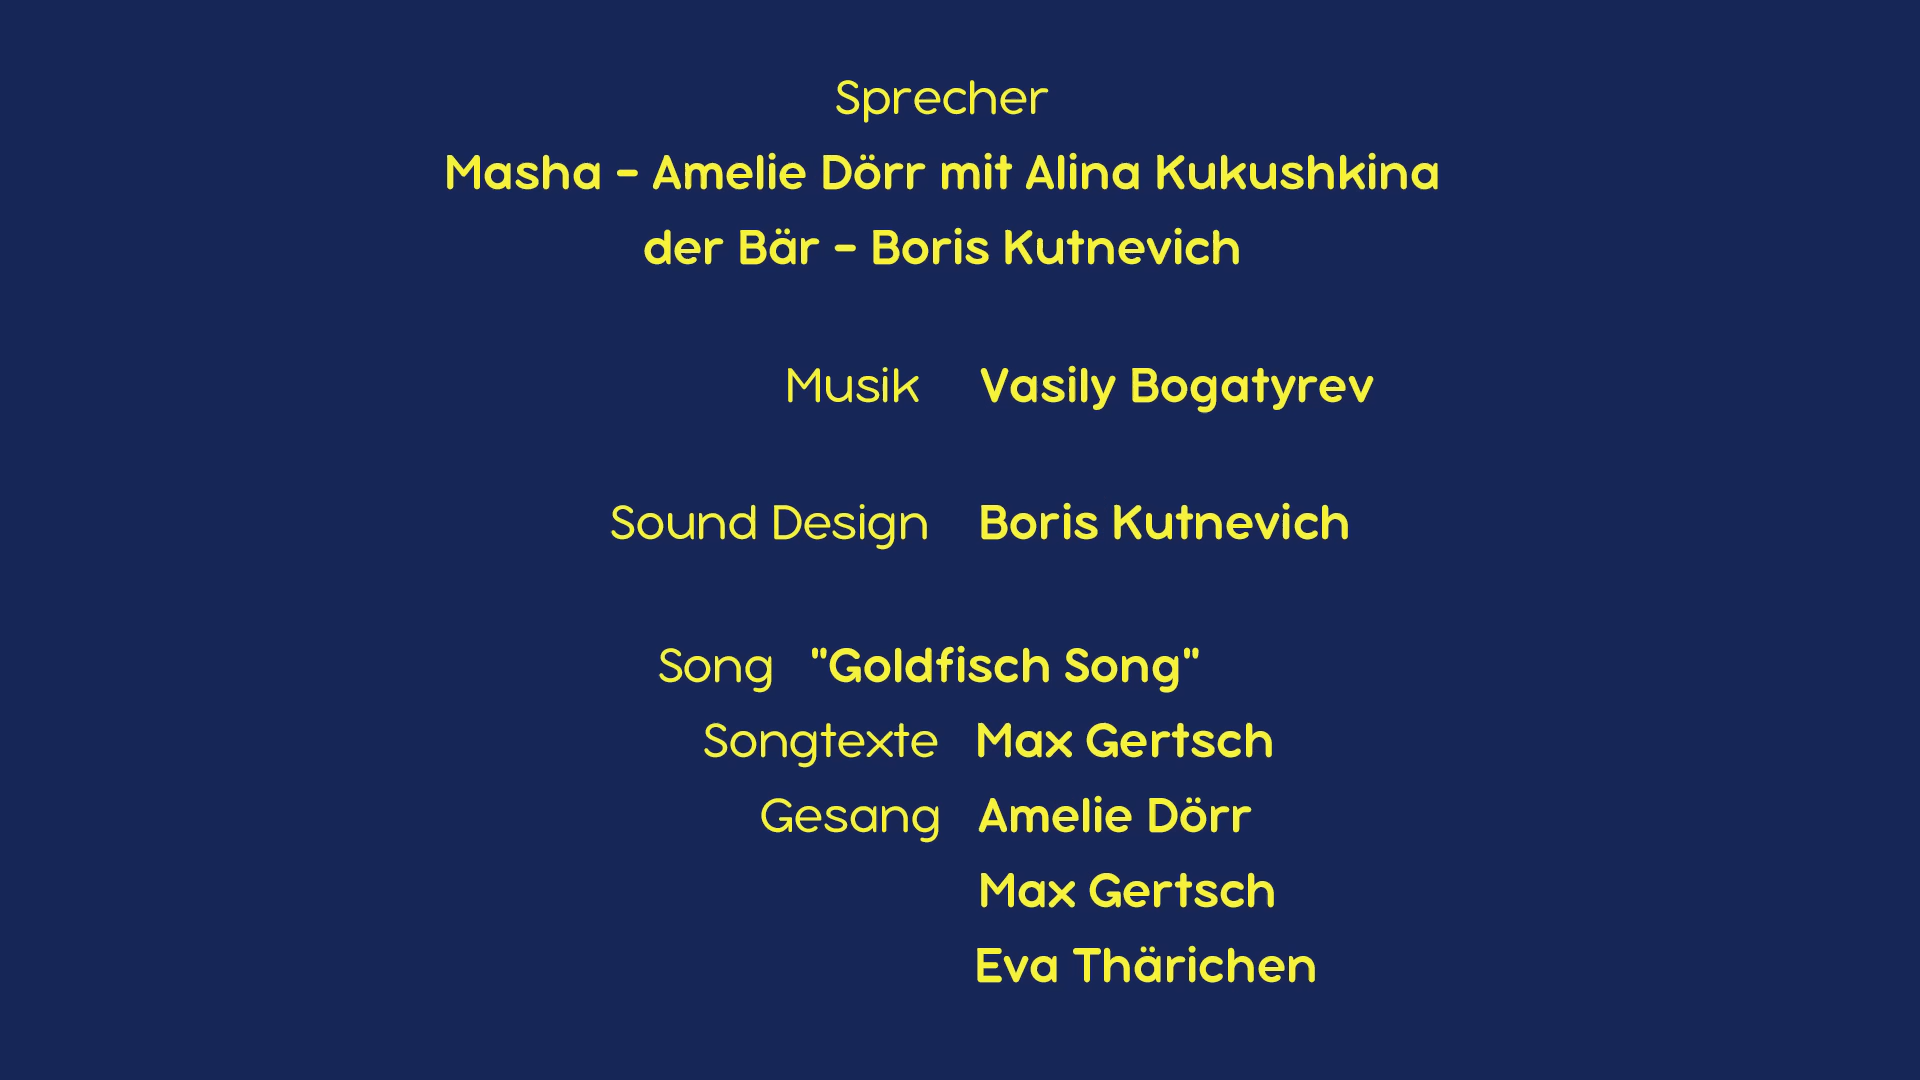 Sprecher
Masha - Amelie Dörr mit Alina Kukushkina
der Bär - Boris Kutnevich
Musik Vasily Bogatyrev
Sound Design Boris Kutnevich
Song "Goldfisch Song"
Songtexte Max Gertsch
Gesang Amelie Dörr
Max Gertsch
Eva Thärichen